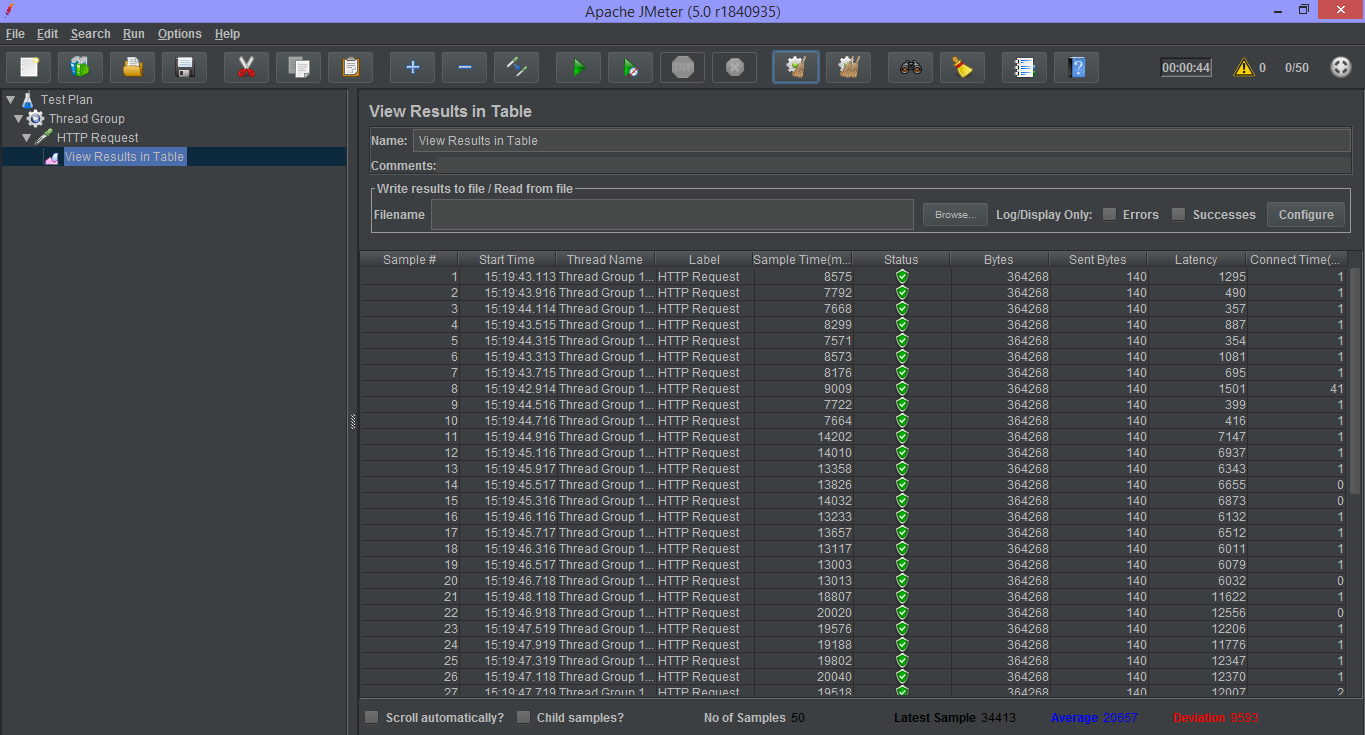 Apache JMeter (5.0 r1840935)
File Edit Search Run Options Help
STOP 00:00:44 0 0/50
Test Plan
Thread Group
HTTP Request
View Results in Table
View Results in Table
Name: View Results in Table
Comments:
Write results to file / Read from file
Filename Browse... Log/Display Only: Errors Successes Configure
Sample # Start Time Thread Name Label Sample Time(m... Status Bytes Sent Bytes Latency Connect Time(...
1 15:19:43.113 Thread Group 1... HTTP Request 8575 364268 140 1295 1
2 15:19:43.916 Thread Group 1... HTTP Request 7792 364268 140 490 1
3 15:19:44.114 Thread Group 1... HTTP Request 7668 364268 140 357 1
4 15:19:43.515 Thread Group 1... HTTP Request 8299 364268 140 887 1
5 15:19:44.315 Thread Group 1... HTTP Request 7571 364268 140 354 1
6 15:19:43.313 Thread Group 1... HTTP Request 8573 364268 140 1081 1
7 15:19:43.715 Thread Group 1... HTTP Request 8176 364268 140 695 1
8 15:19:42.914 Thread Group 1... HTTP Request 9009 364268 140 1501 41
9 15:19:44.516 Thread Group 1... HTTP Request 7722 364268 140 399 1
10 15:19:44.716 Thread Group 1... HTTP Request 7664 364268 140 416 1
11 15:19:44.916 Thread Group 1... HTTP Request 14202 364268 140 7147 1
12 15:19:45.116 Thread Group 1... HTTP Request 14010 364268 140 6937 1
13 15:19:45.917 Thread Group 1... HTTP Request 13358 364268 140 6343 1
14 15:19:45.517 Thread Group 1... HTTP Request 13826 364268 140 6655 0
15 15:19:45.316 Thread Group 1... HTTP Request 14032 364268 140 6873 0
16 15:19:46.116 Thread Group 1... HTTP Request 13233 364268 140 6132 1
17 15:19:45.717 Thread Group 1... HTTP Request 13657 364268 140 6512 1
18 15:19:46.316 Thread Group 1... HTTP Request 13117 364268 140 6011 1
19 15:19:46.517 Thread Group 1... HTTP Request 13003 364268 140 6079 1
20 15:19:46.718 Thread Group 1... HTTP Request 13013 364268 140 6032 0
21 15:19:48.118 Thread Group 1... HTTP Request 18807 364268 140 11622 1
22 15:19:46.918 Thread Group 1... HTTP Request 20020 364268 140 12556 0
23 15:19:47.519 Thread Group 1... HTTP Request 19576 364268 140 12206 1
24 15:19:47.919 Thread Group 1... HTTP Request 19188 364268 140 11776 1
25 15:19:47.319 Thread Group 1... HTTP Request 19802 364268 140 12347 1
26 15:19:47.118 Thread Group 1... HTTP Request 20040 364268 140 12370 1
27 15:19:47.719 Thread Group 1... HTTP Request 19518 364268 140 12007 2
Scroll automatically? Child samples? No of Samples 50 Latest Sample 34413 Average 20657 Deviation 9593